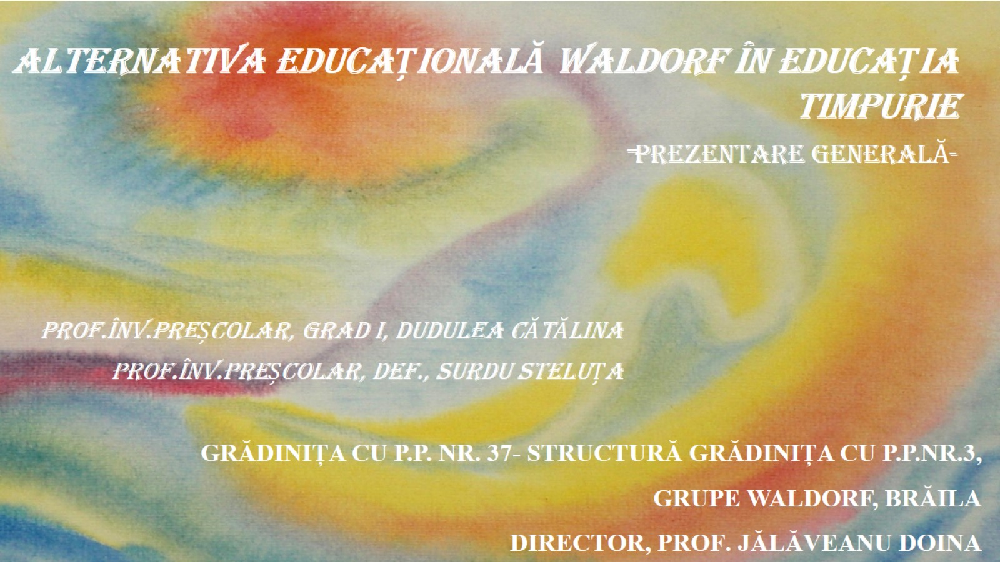 ALTERNATIVA EDUCAȚIONALĂ WALDORF ÎN EDUCAȚIA
TIMPURIE
-PREZENTARE GENERALĂ-
PROF.ÎNV.PREȘCOLAR, GRAD I, DUDULEA CĂTĂLINA
PROF.ÎNV.PREȘCOLAR, DEF., SURDU STELUȚA
GRĂDINIȚA CU P.P. NR. 37- STRUCTURĂ GRĂDINIȚA CU P.P.NR.3,
GRUPE WALDORF, BRĂILA
DIRECTOR, PROF. JĂLĂVEANU DOINA